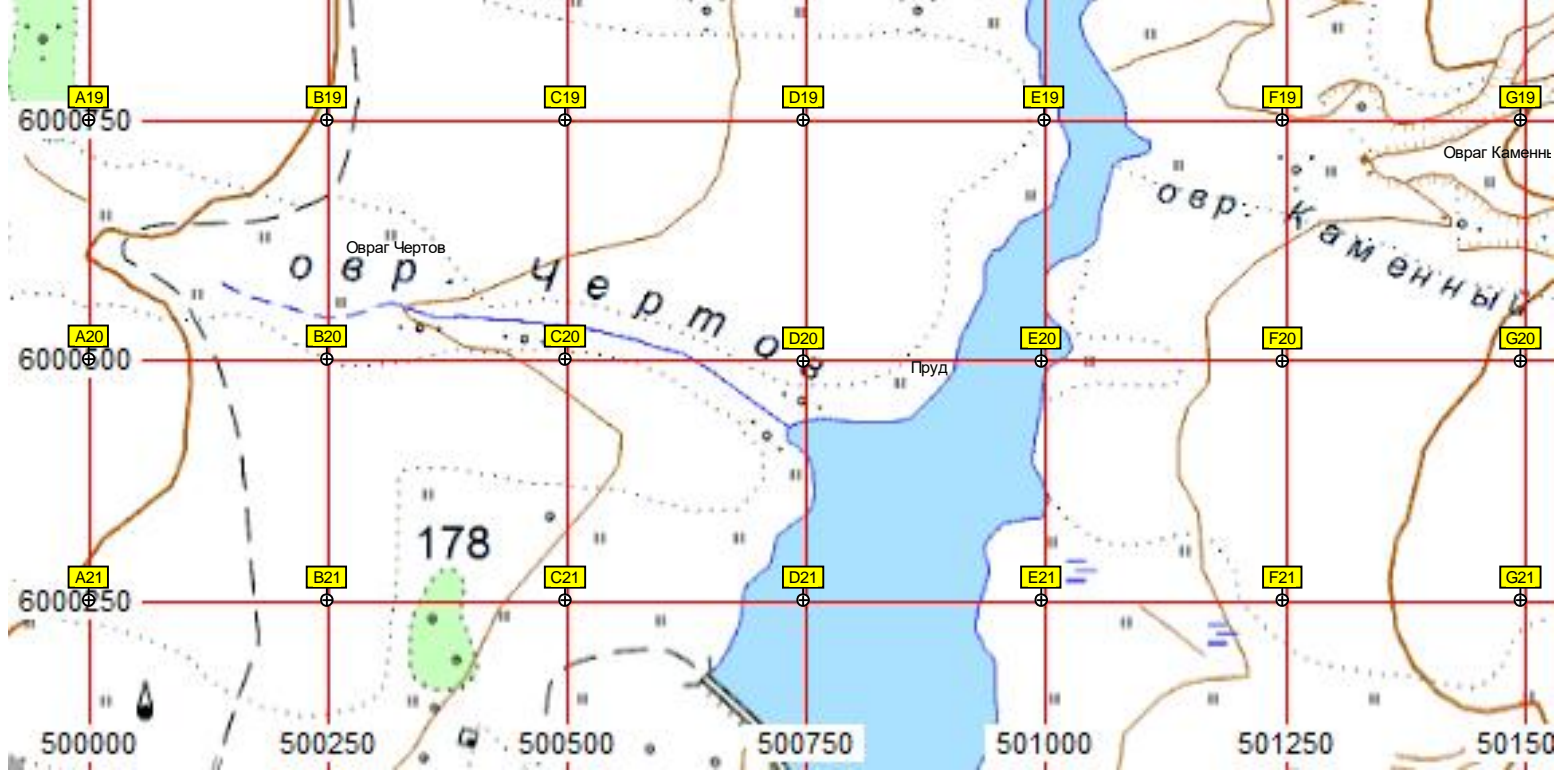 A19 B19 C19 D19 E19 F19 G19
6000750
Овраг Каменнь
овр. Каменный
Овраг Чертов
овр. Чертов
A20 B20 C20 D20 E20 F20 G20
6000500
Пруд
178
A21 B21 C21 D21 E21 F21 G21
6000250
500000 500250 500500 500750 501000 501250 50150